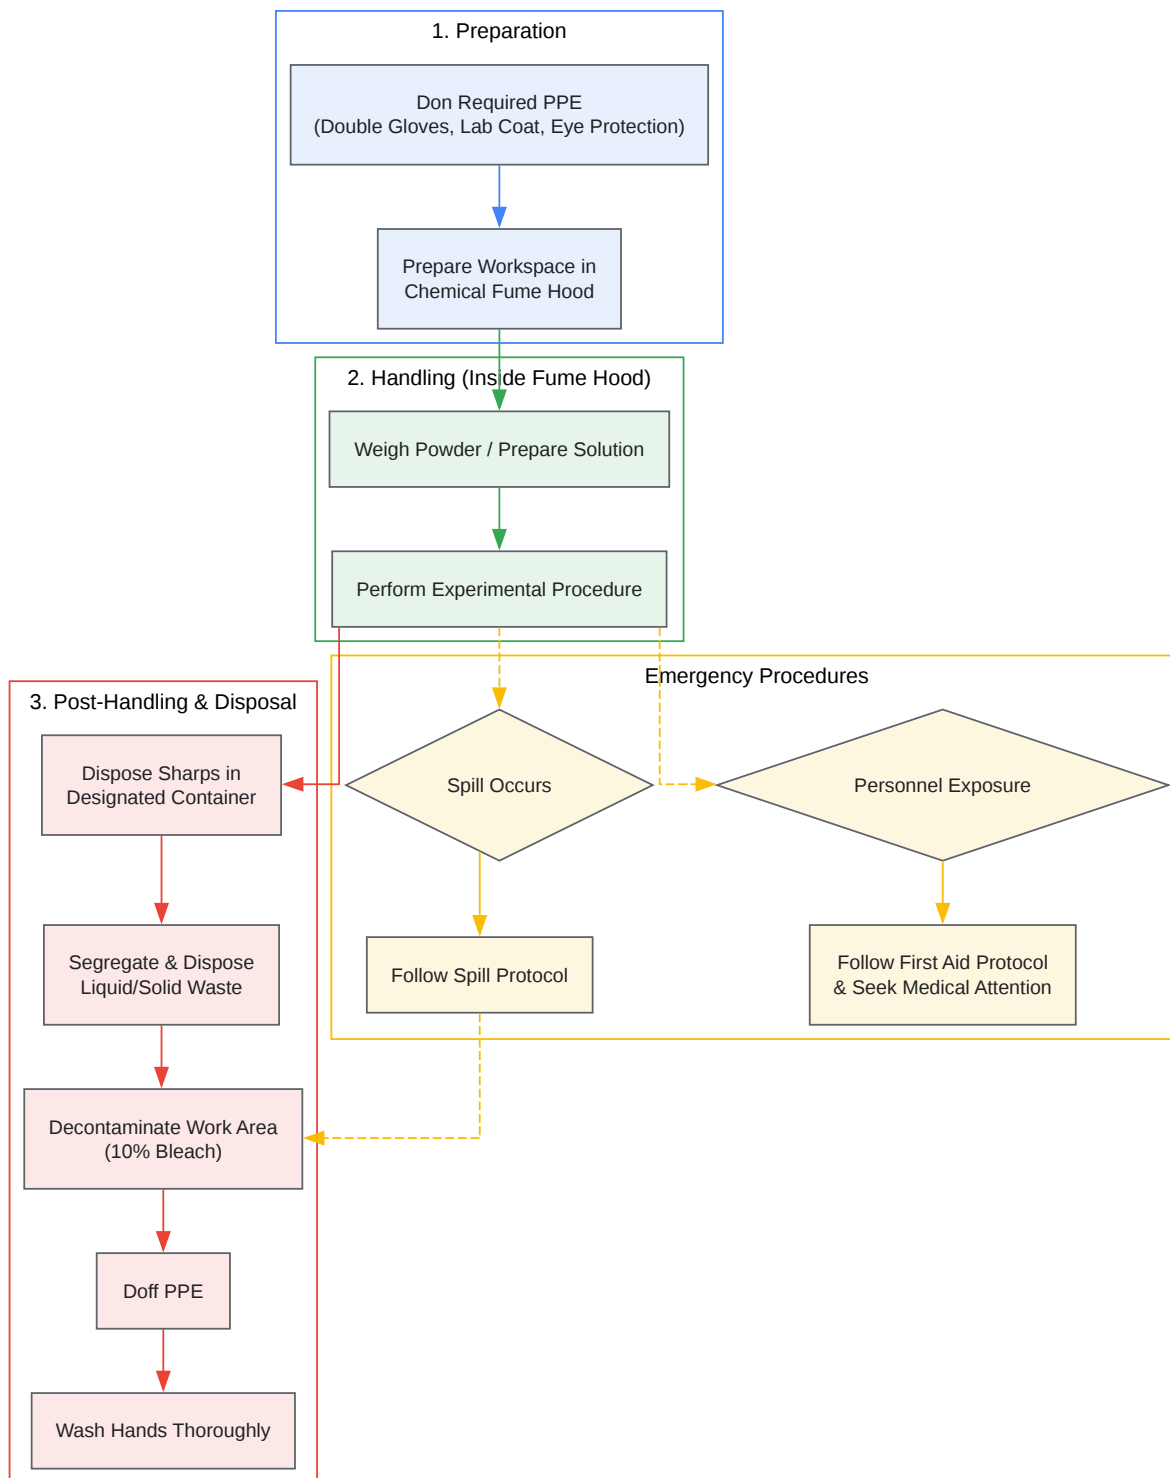 1. Preparation
Don Required PPE
(Double Gloves, Lab Coat, Eye Protection)
Prepare Workspace in
Chemical Fume Hood
2. Handling (Inside Fume Hood)
Weigh Powder / Prepare Solution
Perform Experimental Procedure
Emergency Procedures
Spill Occurs
Personnel Exposure
Follow Spill Protocol
Follow First Aid Protocol
& Seek Medical Attention
3. Post-Handling & Disposal
Dispose Sharps in
Designated Container
Segregate & Dispose
Liquid/Solid Waste
Decontaminate Work Area
(10% Bleach)
Doff PPE
Wash Hands Thoroughly